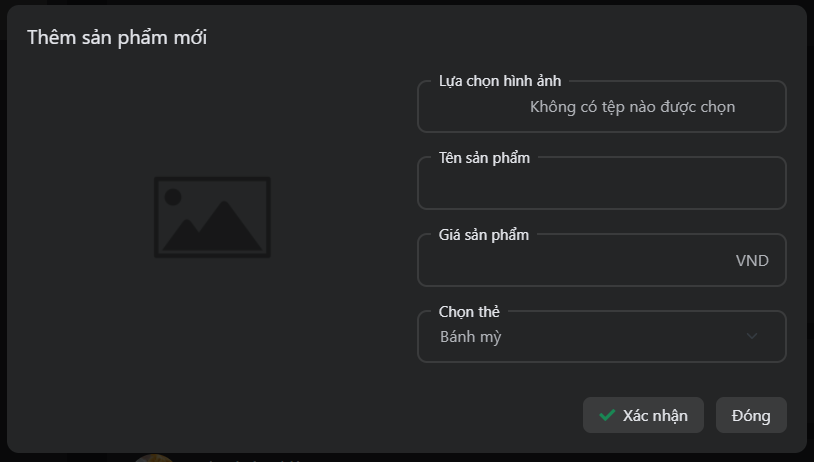 Thêm sản phẩm mới
Lựa chọn hình ảnh
Không có tệp nào được chọn
Tên sản phẩm
Giá sản phẩm
VND
Chọn thẻ
Bánh mỳ
Xác nhận
Đóng